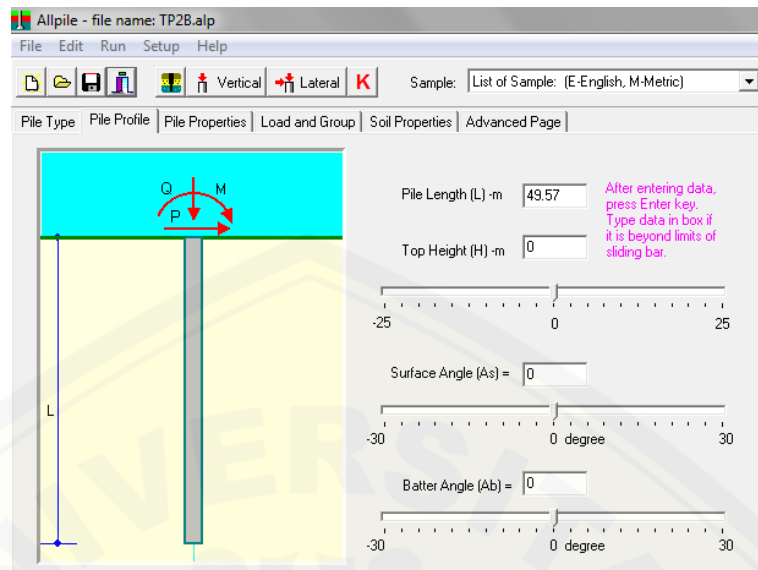 Allpile - file name: TP2B.alp
File Edit Run Setup Help
Vertical Lateral K Sample: List of Sample: (E-English, M-Metric)
Pile Type Pile Profile Pile Properties Load and Group Soil Properties Advanced Page
Q M
P
L
Pile Length (L) -m 49.57
After entering data,
press Enter key.
Type data in box if
it is beyond limits of
sliding bar.
Top Height (H) -m 0
-25 0 25
Surface Angle (As) = 0
-30 0 degree 30
Batter Angle (Ab) = 0
-30 0 degree 30